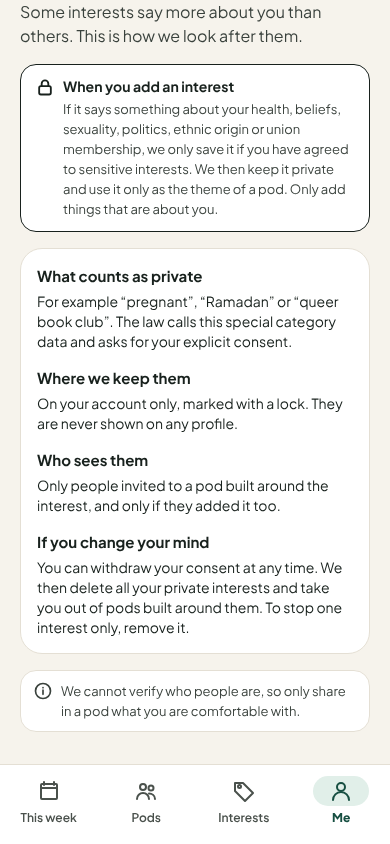 Some interests say more about you than
others. This is how we look after them.
When you add an interest
If it says something about your health, beliefs,
sexuality, politics, ethnic origin or union
membership, we only save it if you have agreed
to sensitive interests. We then keep it private
and use it only as the theme of a pod. Only add
things that are about you.
What counts as private
For example “pregnant”, “Ramadan” or “queer
book club”. The law calls this special category
data and asks for your explicit consent.
Where we keep them
On your account only, marked with a lock. They
are never shown on any profile.
Who sees them
Only people invited to a pod built around the
interest, and only if they added it too.
If you change your mind
You can withdraw your consent at any time. We
then delete all your private interests and take
you out of pods built around them. To stop one
interest only, remove it.
We cannot verify who people are, so only share
in a pod what you are comfortable with.
This week
Pods
Interests
Me